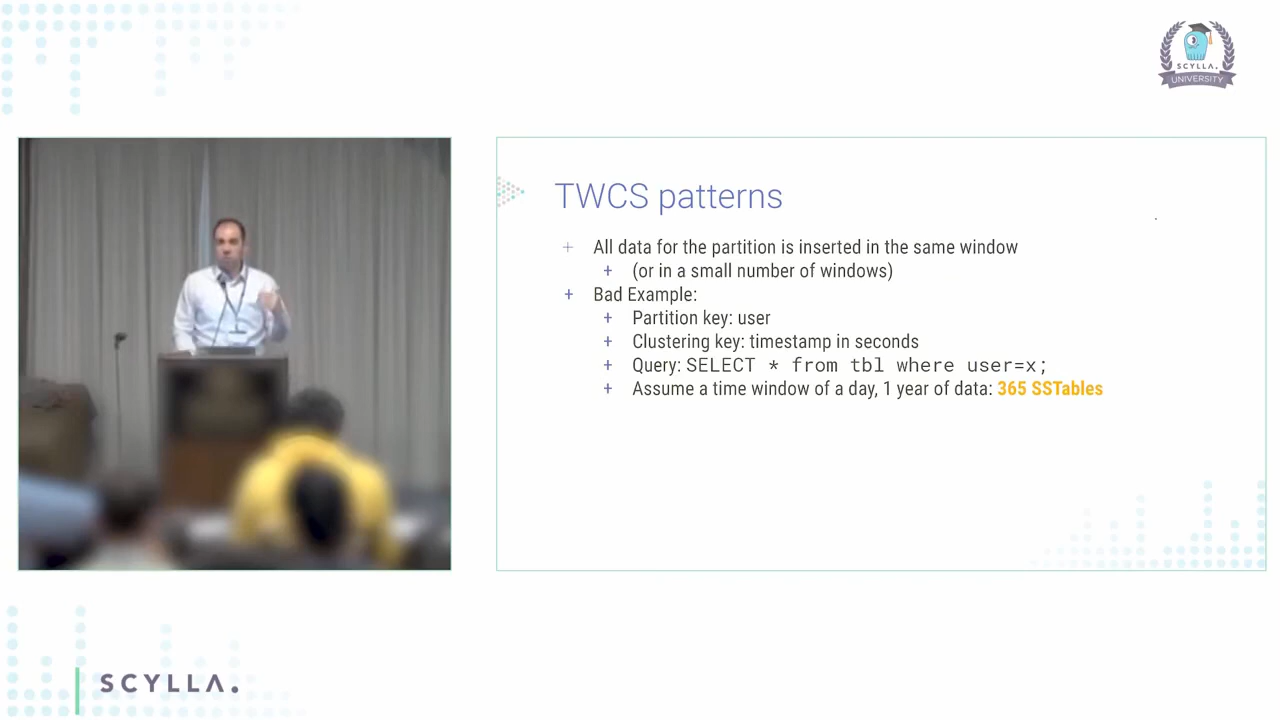 SCYLLA.
UNIVERSITY
TWCS patterns
+ All data for the partition is inserted in the same window
+ (or in a small number of windows)
+ Bad Example:
+ Partition key: user
+ Clustering key: timestamp in seconds
+ Query: SELECT * from tbl where user=x;
+ Assume a time window of a day, 1 year of data: 365 SSTables
SCYLLA.